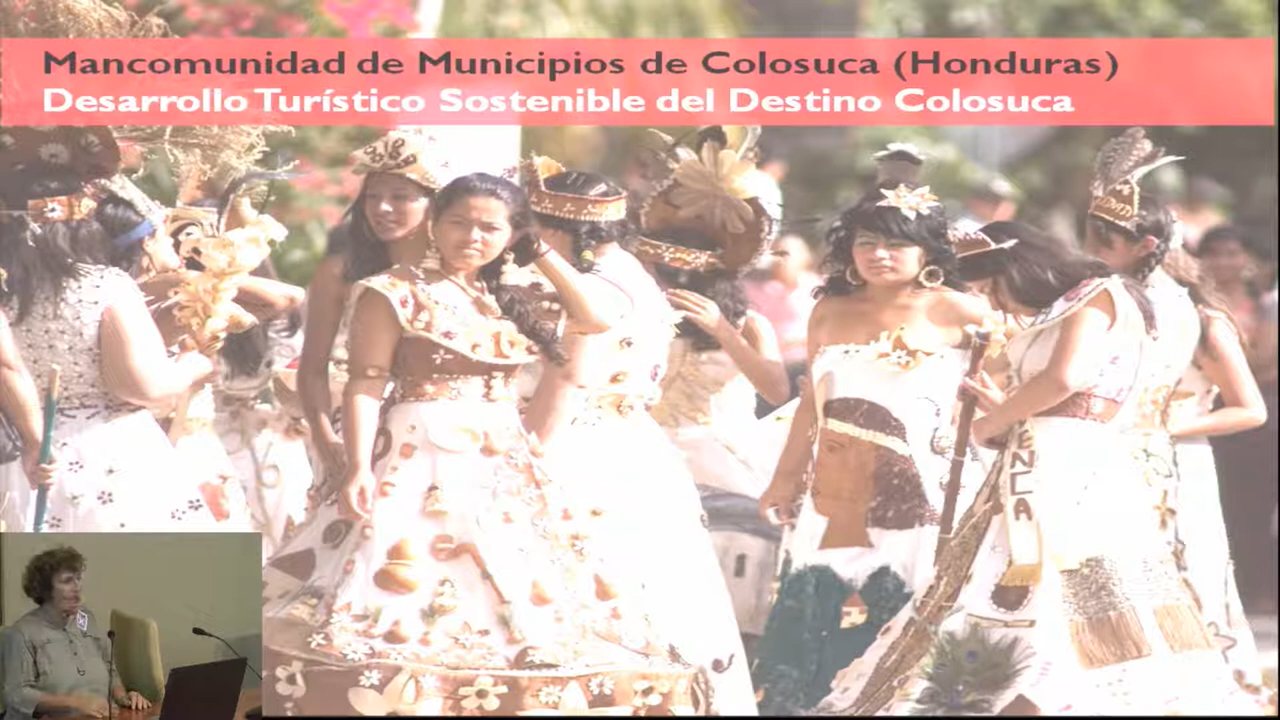 Mancomunidad de Municipios de Colosuca (Honduras)
Desarrollo Turístico Sostenible del Destino Colosuca